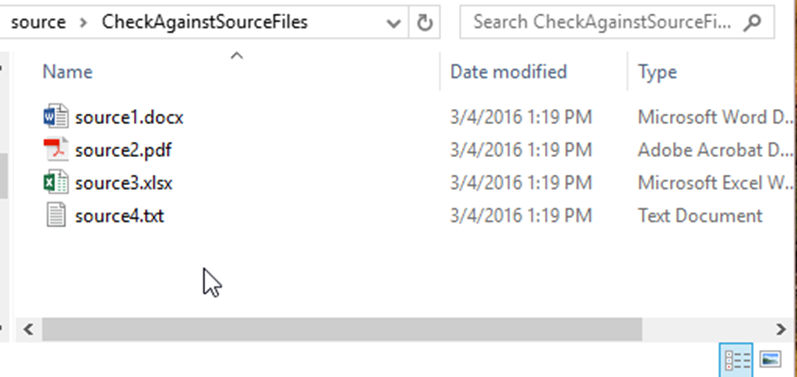 source > CheckAgainstSourceFiles Search CheckAgainstSourceFi...
Name Date modified Type
source1.docx 3/4/2016 1:19 PM Microsoft Word D...
source2.pdf 3/4/2016 1:19 PM Adobe Acrobat D...
source3.xlsx 3/4/2016 1:19 PM Microsoft Excel W...
source4.txt 3/4/2016 1:19 PM Text Document